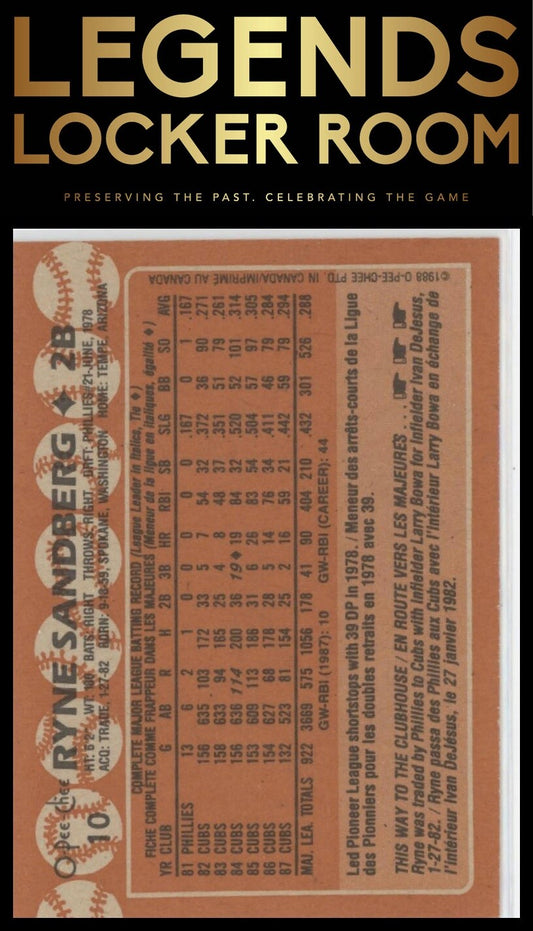 LEGENDS
LOCKER ROOM
PRESERVING THE PAST. CELEBRATING THE GAME
O-Pee-Chee
10
RYNE SANDBERG ♦ 2B
HT: 6'2" WT: 180 BATS: RIGHT THROWS: RIGHT DRFT: PHILLIES #21-JUNE, 1978
ACQ: TRADE, 1-27-82 BORN: 9-18-59, SPOKANE, WASHINGTON HOME: TEMPE, ARIZONA
COMPLETE MAJOR LEAGUE BATTING RECORD (League Leader in Italics, Tie ♦)
FICHE COMPLÈTE COMME FRAPPEUR DANS LES MAJEURES (Meneur de la ligue en italiques, égalité ♦)
YR CLUB G AB R H 2B 3B HR RBI SB SLG BB SO AVG
81 PHILLIES 13 6 2 1 0 0 0 0 0 .167 0 1 .167
82 CUBS 156 635 103 172 33 5 7 54 32 .372 36 90 .271
83 CUBS 158 633 94 165 25 4 8 48 37 .351 51 79 .261
84 CUBS 156 636 114 200 36 19♦ 19 84 32 .520 52 101 .314
85 CUBS 153 609 113 186 31 6 26 83 54 .504 57 97 .305
86 CUBS 154 627 68 178 28 5 14 76 34 .411 46 79 .284
87 CUBS 132 523 81 154 25 2 16 59 21 .442 59 79 .294
MAJ. LEA. TOTALS 922 3669 575 1056 178 41 90 404 210 .432 301 526 .288
GW-RBI (1987): 10 GW-RBI (CAREER): 44
Led Pioneer League shortstops with 39 DP in 1978. / Meneur des arrêts-courts de la Ligue
des Pionniers pour les doubles retraits en 1978 avec 39.
THIS WAY TO THE CLUBHOUSE / EN ROUTE VERS LES MAJEURES . . .
Ryne was traded by Phillies to Cubs with infielder Larry Bowa for Infielder Ivan DeJesus,
1-27-82. / Ryne passa des Phillies aux Cubs avec l'intérieur Larry Bowa en échange de
l'intérieur Ivan DeJésus, le 27 janvier 1982.
©1988 O-PEE-CHEE PTD. IN CANADA/IMPRIMÉ AU CANADA